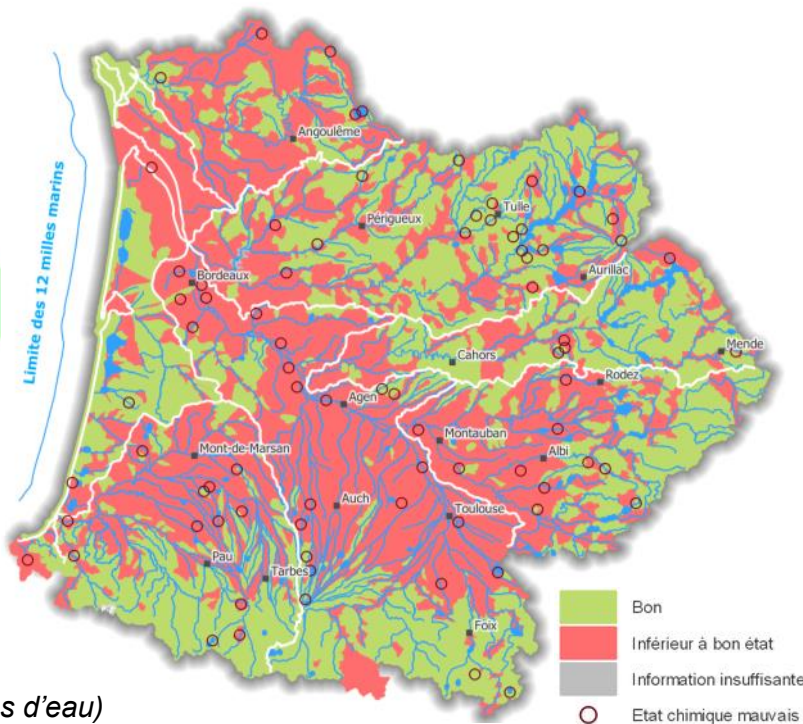 Limite des 12 milles marins
Angoulême
Périgueux
Tulle
Bordeaux
Aurillac
Cahors
Mende
Rodez
Agen
Montauban
Mont-de-Marsan
Albi
Auch
Toulouse
Pau
Tarbes
Foix
Bon
Inférieur à bon état
Information insuffisante
Etat chimique mauvais
s d'eau)